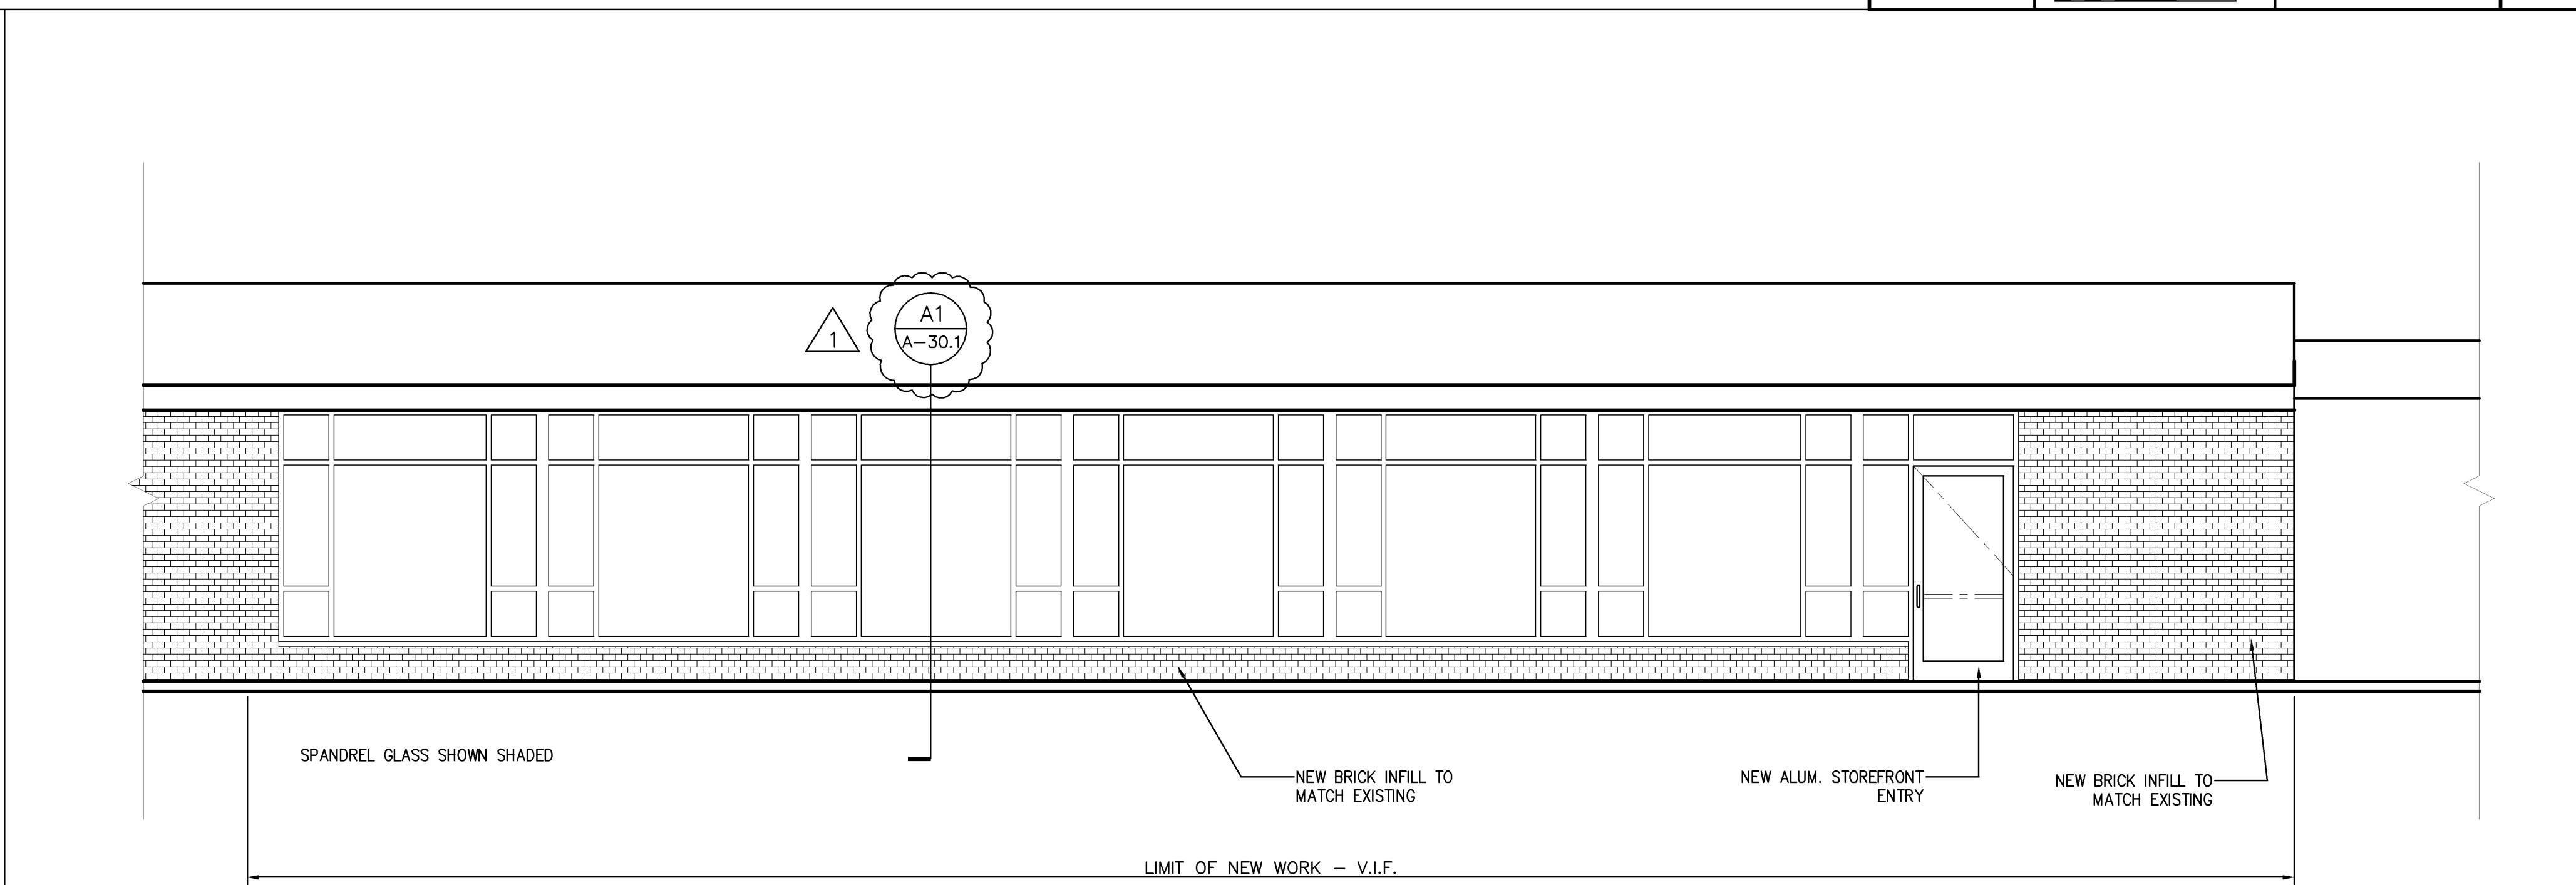 A1
1
A-30.1
SPANDREL GLASS SHOWN SHADED
NEW BRICK INFILL TO
MATCH EXISTING
NEW ALUM. STOREFRONT
ENTRY
NEW BRICK INFILL TO
MATCH EXISTING
LIMIT OF NEW WORK – V.I.F.